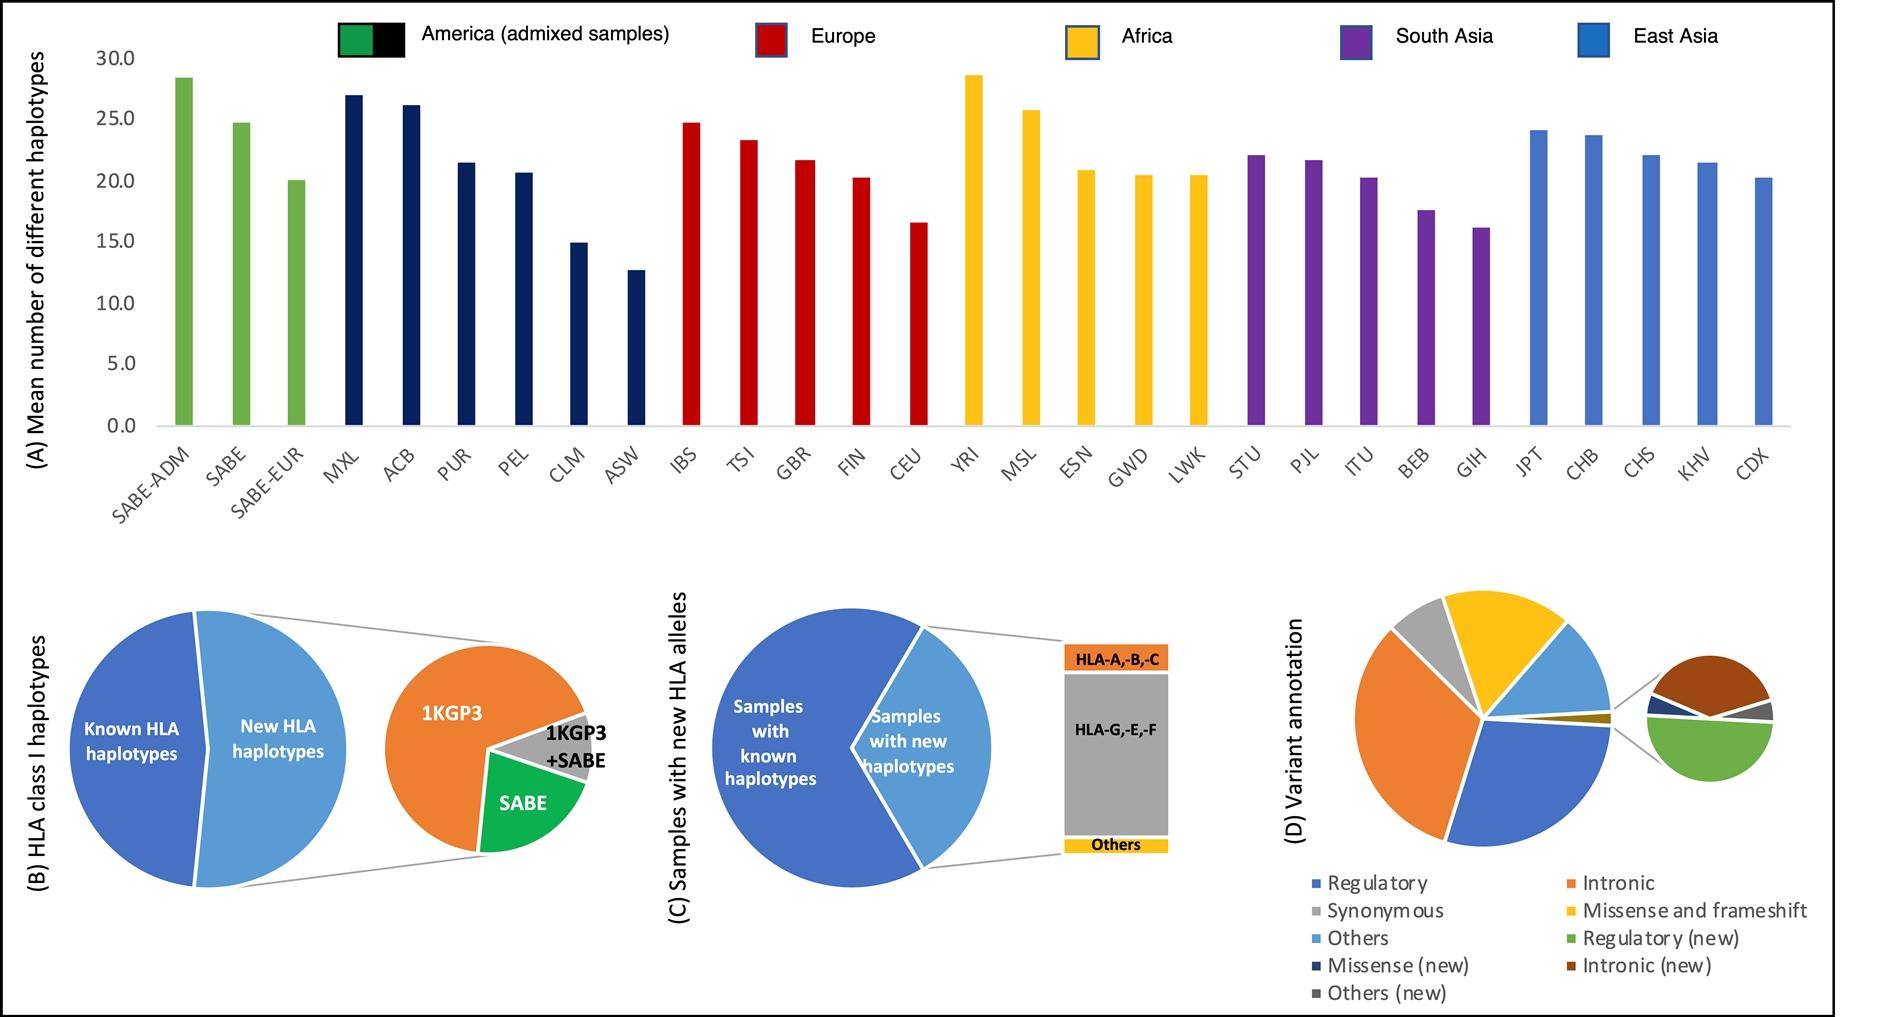 America (admixed samples)
Europe
Africa
South Asia
East Asia
(A) Mean number of different haplotypes
30.0
25.0
20.0
15.0
10.0
5.0
0.0
SABE-ADM
SABE
SABE-EUR
MXL
ACB
PUR
PEL
CLM
ASW
IBS
TSI
GBR
FIN
CEU
YRI
MSL
ESN
GWD
LWK
STU
PJL
ITU
BEB
GIH
JPT
CHB
CHS
KHV
CDX
(B) HLA class I haplotypes
Known HLA
haplotypes
New HLA
haplotypes
1KGP3
1KGP3
+SABE
SABE
(C) Samples with new HLA alleles
Samples
with
known
haplotypes
Samples
with new
haplotypes
HLA-A,-B,-C
HLA-G,-E,-F
Others
(D) Variant annotation
Regulatory
Intronic
Synonymous
Missense and frameshift
Others
Regulatory (new)
Missense (new)
Intronic (new)
Others (new)